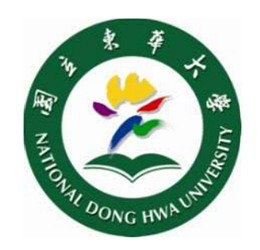 國立東華大學
NATIONAL DONG HWA UNIVERSITY